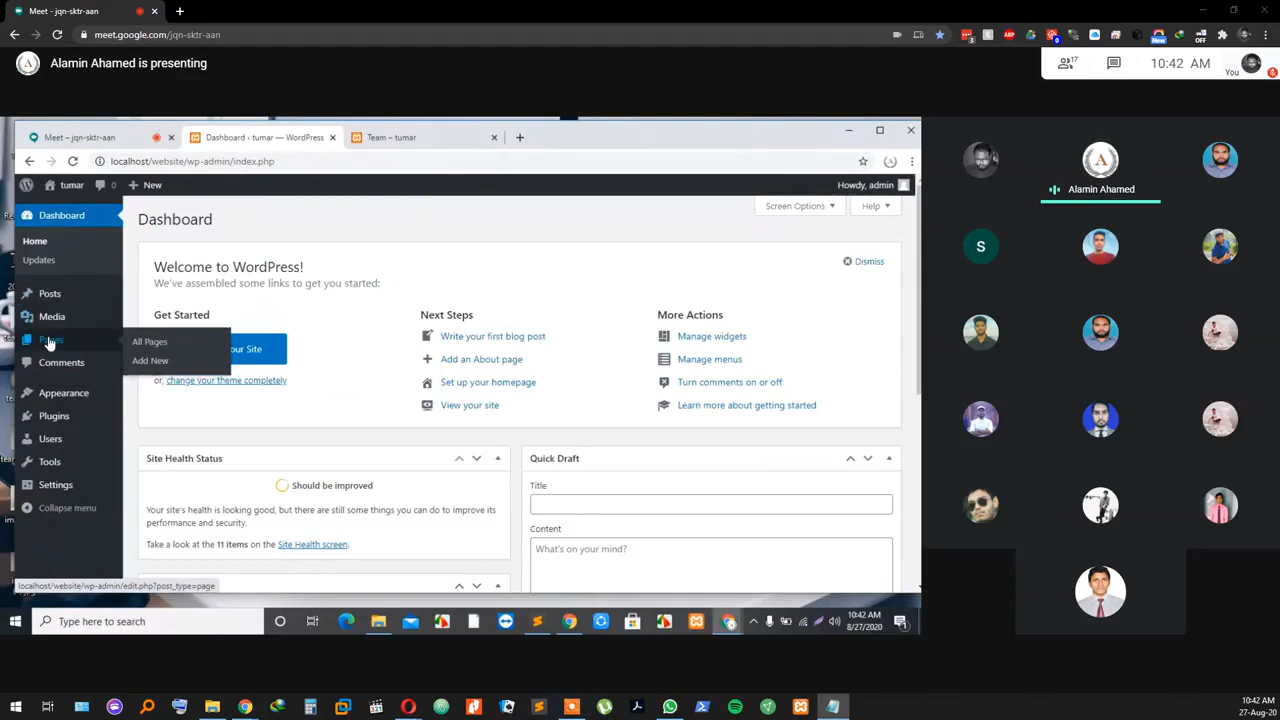 Meet - jqn-sktr-aan
meet.google.com/jqn-sktr-aan
3
0
New
OFF
Alamin Ahamed is presenting
17
10:42 AM
You
Meet – jqn-sktr-aan
Dashboard ‹ tumar — WordPress
Team – tumar
localhost/website/wp-admin/index.php
tumar
0
New
Howdy, admin
Dashboard
Home
Updates
Posts
Media
Pages
All Pages
Add New
Comments
Appearance
Plugins
Users
Tools
Settings
Collapse menu
Dashboard
Screen Options
Help
Welcome to WordPress!
We've assembled some links to get you started:
Dismiss
Get Started
our Site
or, change your theme completely
Next Steps
Write your first blog post
Add an About page
Set up your homepage
View your site
More Actions
Manage widgets
Manage menus
Turn comments on or off
Learn more about getting started
Site Health Status
Should be improved
Your site's health is looking good, but there are still some things you can do to improve its
performance and security.
Take a look at the 11 items on the Site Health screen.
Quick Draft
Title
Content
What's on your mind?
localhost/website/wp-admin/edit.php?post_type=page
Type here to search
10:42 AM
8/27/2020
A
Alamin Ahamed
S
10:42 AM
27-Aug-20